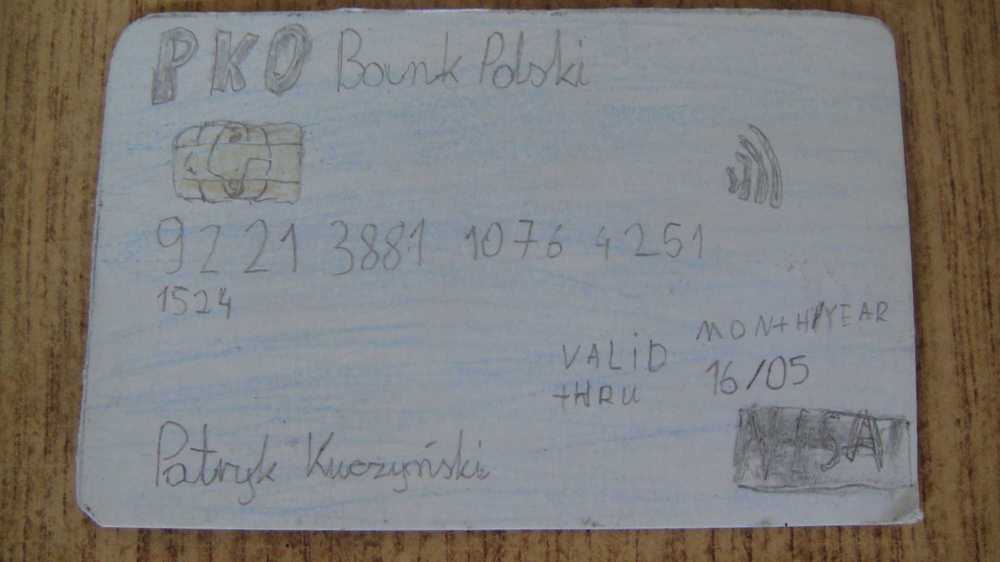 PKO Bank Polski
9221 3881 1076 4251
1524
MONTH/YEAR
VALID THRU 16/05
VISA
Patryk Kuczyński